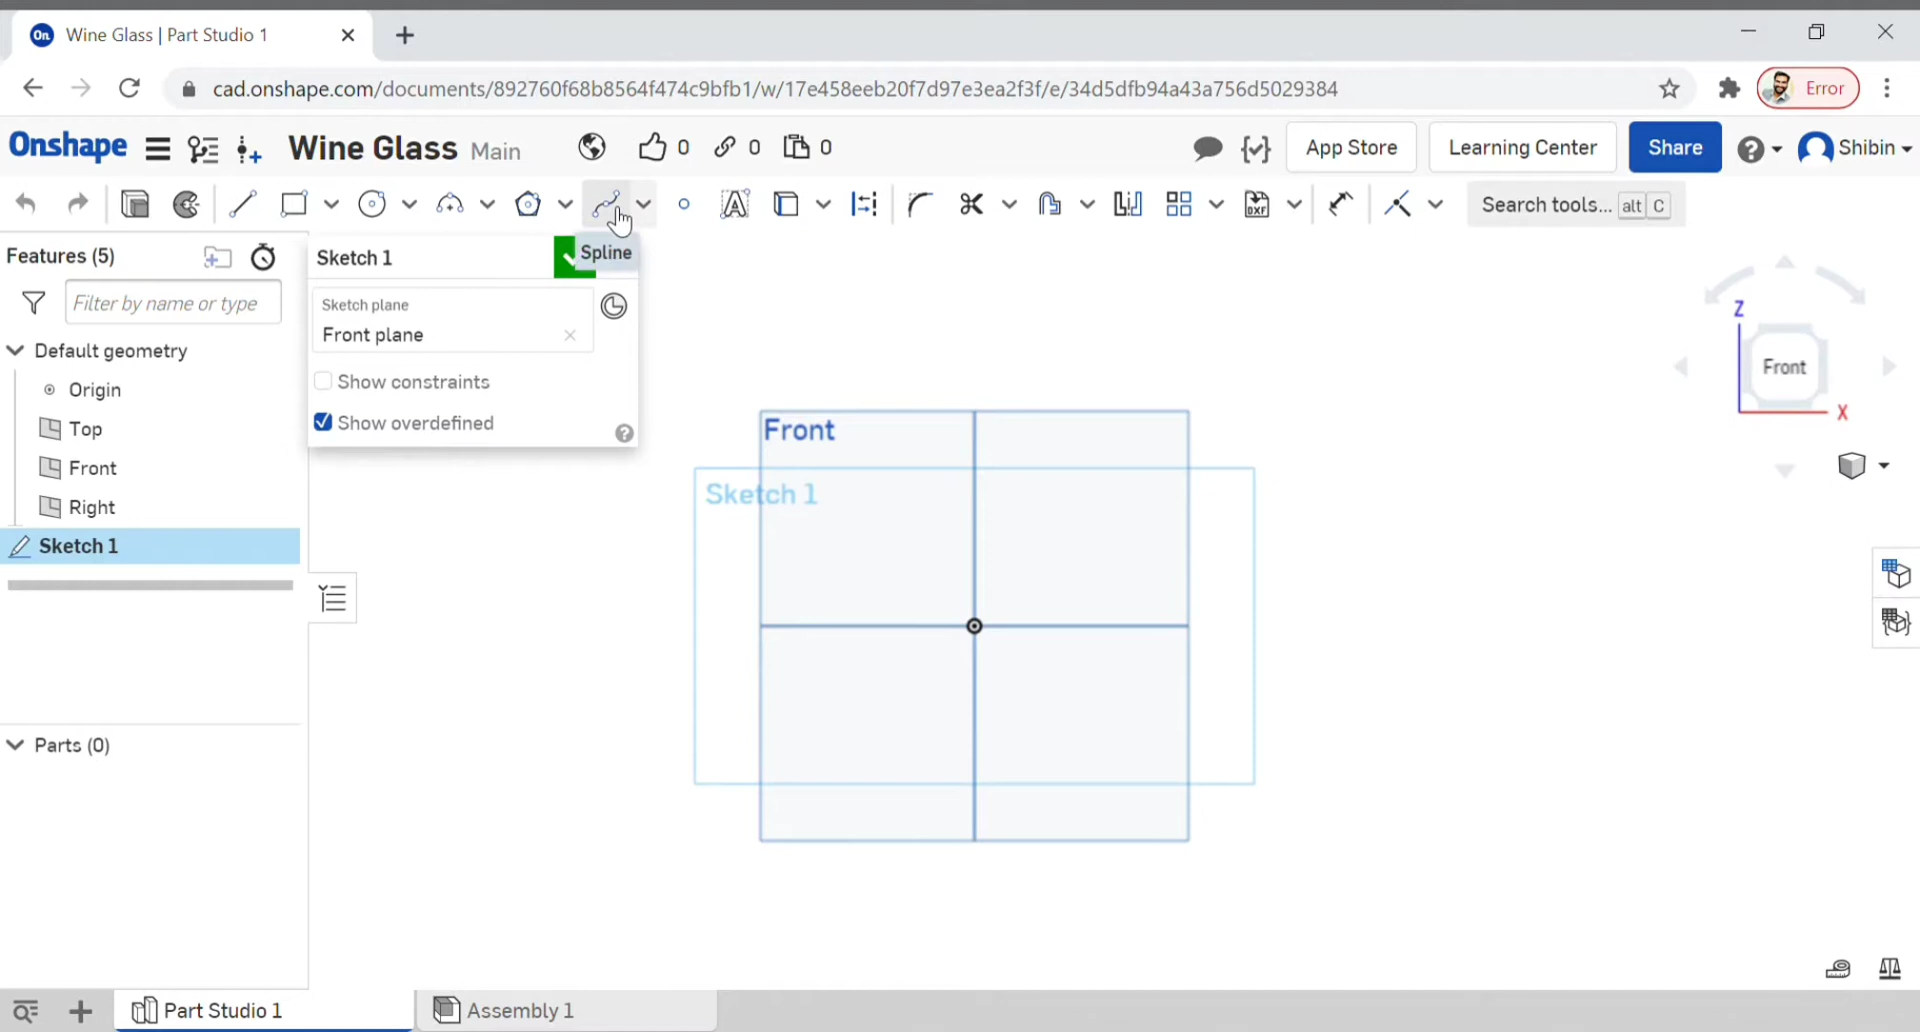 On Wine Glass | Part Studio 1
cad.onshape.com/documents/892760f68b8564f474c9bfb1/w/17e458eeb20f7d97e3ea2f3f/e/34d5dfb94a43a756d5029384
Error
Onshape
Wine Glass Main
0 0 0
App Store
Learning Center
Share
?
Shibin
A
DXF
Search tools... alt C
Features (5)
Filter by name or type
Default geometry
Origin
Top
Front
Right
Sketch 1
Parts (0)
Sketch 1
Spline
Sketch plane
Front plane
Show constraints
Show overdefined
?
Front
Sketch 1
Z
Front
X
Part Studio 1
Assembly 1